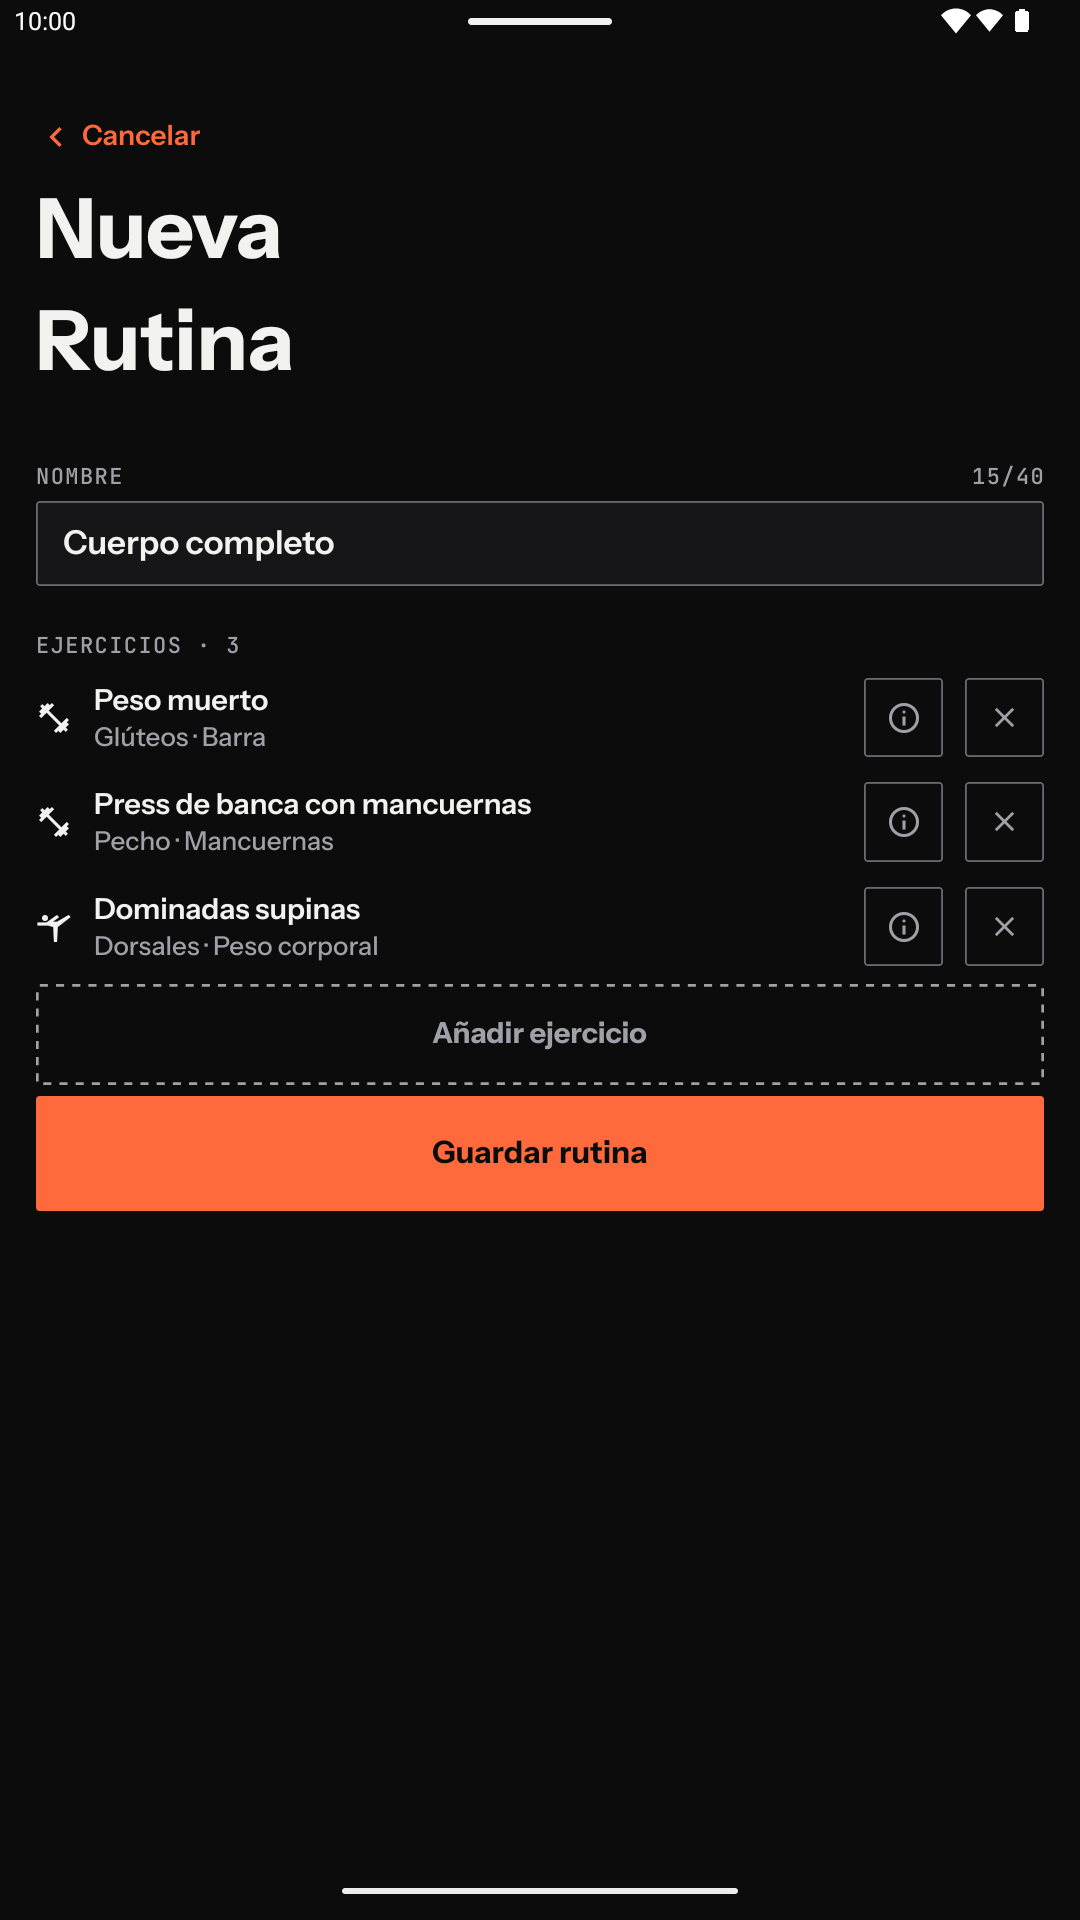 10:00
Cancelar
Nueva
Rutina
NOMBRE 15/40
Cuerpo completo
EJERCICIOS · 3
Peso muerto
Glúteos · Barra
Press de banca con mancuernas
Pecho · Mancuernas
Dominadas supinas
Dorsales · Peso corporal
Añadir ejercicio
Guardar rutina